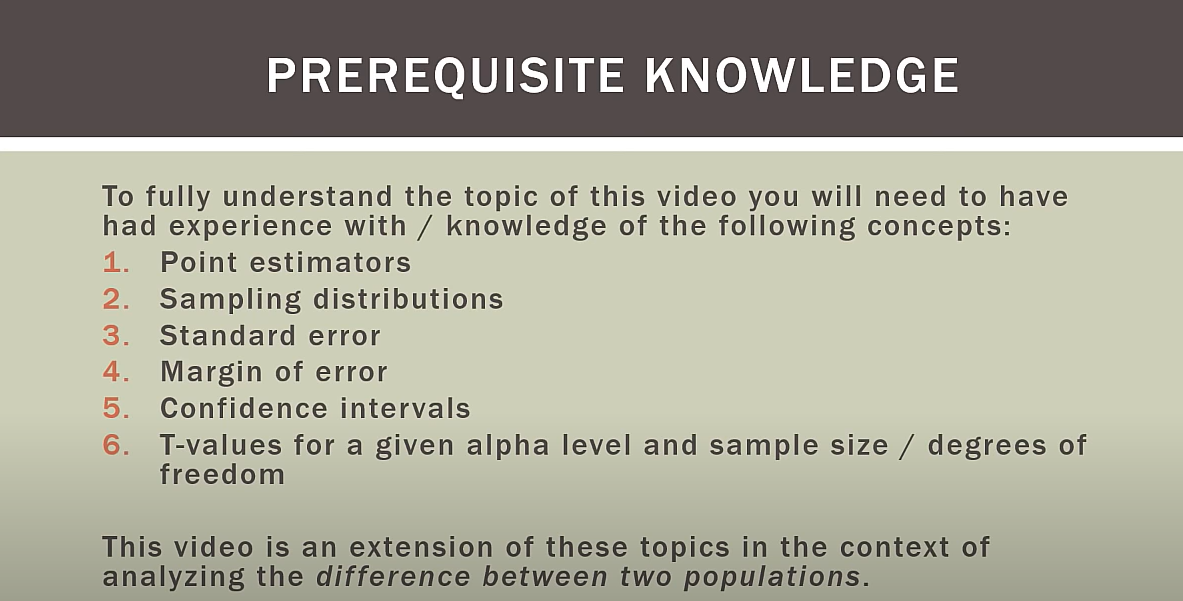 PREREQUISITE KNOWLEDGE
To fully understand the topic of this video you will need to have
had experience with / knowledge of the following concepts:
1. Point estimators
2. Sampling distributions
3. Standard error
4. Margin of error
5. Confidence intervals
6. T-values for a given alpha level and sample size / degrees of
freedom
This video is an extension of these topics in the context of
analyzing the difference between two populations.